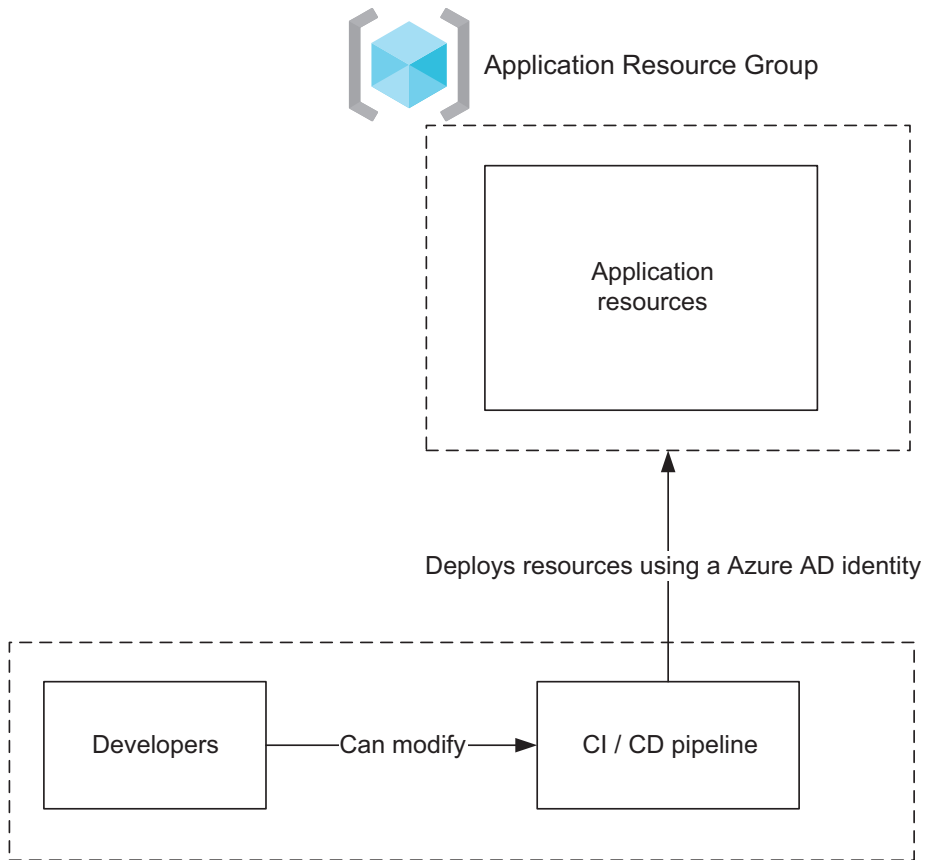 Application Resource Group
Application
resources
Deploys resources using a Azure AD identity
Developers
Can modify
CI / CD pipeline